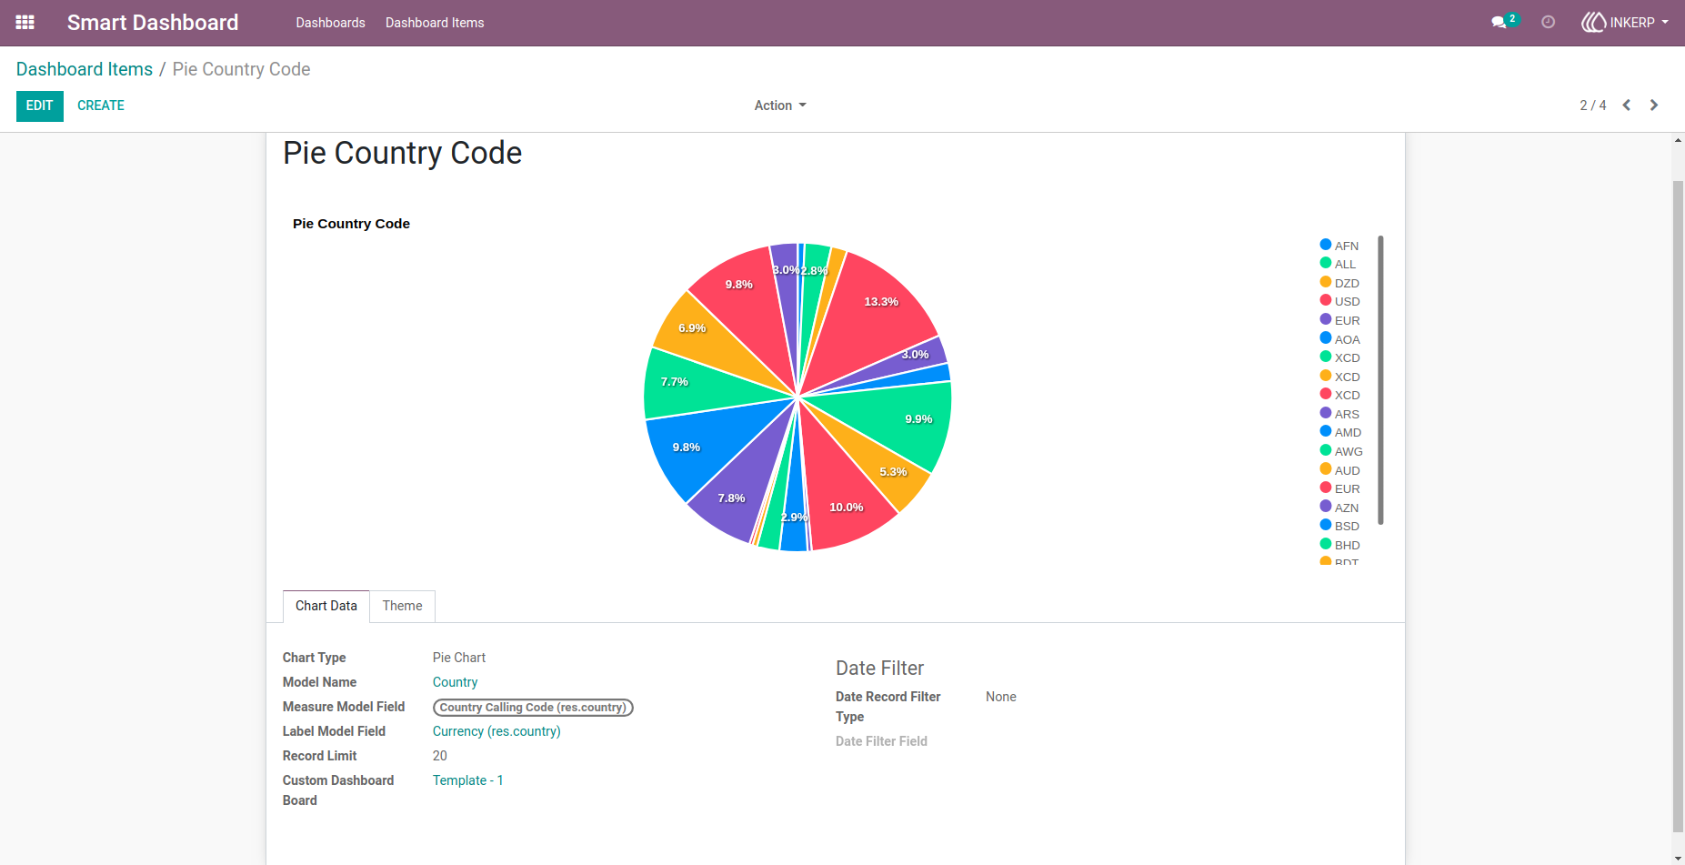 Smart Dashboard Dashboards Dashboard Items 2 INKERP
Dashboard Items / Pie Country Code
EDIT CREATE Action 2 / 4
Pie Country Code
Pie Country Code
3.0%
2.8%
9.8%
13.3%
6.9%
3.0%
7.7%
9.9%
9.8%
5.3%
7.8%
10.0%
2.9%
AFN
ALL
DZD
USD
EUR
AOA
XCD
XCD
XCD
ARS
AMD
AWG
AUD
EUR
AZN
BSD
BHD
BDT
Chart Data Theme
Chart Type Pie Chart
Model Name Country
Measure Model Field Country Calling Code (res.country)
Label Model Field Currency (res.country)
Record Limit 20
Custom Dashboard Template - 1
Board
Date Filter
Date Record Filter None
Type
Date Filter Field